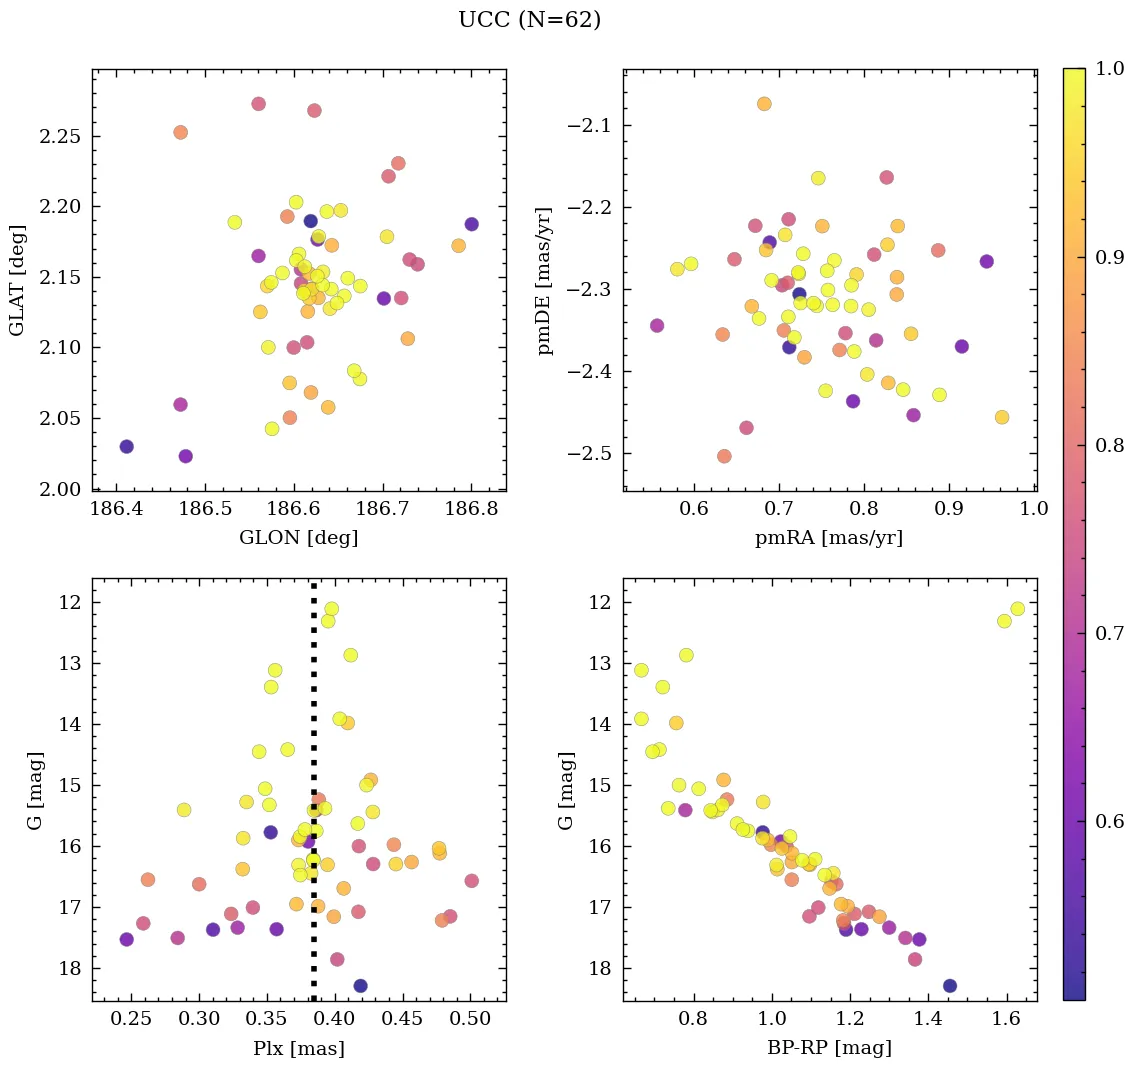 UCC (N=62)
2.25
2.20
2.15
2.10
2.05
2.00
GLAT [deg]
186.4 186.5 186.6 186.7 186.8
GLON [deg]
−2.1
−2.2
−2.3
−2.4
−2.5
pmDE [mas/yr]
0.6 0.7 0.8 0.9 1.0
pmRA [mas/yr]
12
13
14
15
16
17
18
G [mag]
0.25 0.30 0.35 0.40 0.45 0.50
Plx [mas]
12
13
14
15
16
17
18
G [mag]
0.8 1.0 1.2 1.4 1.6
BP-RP [mag]
1.0
0.9
0.8
0.7
0.6